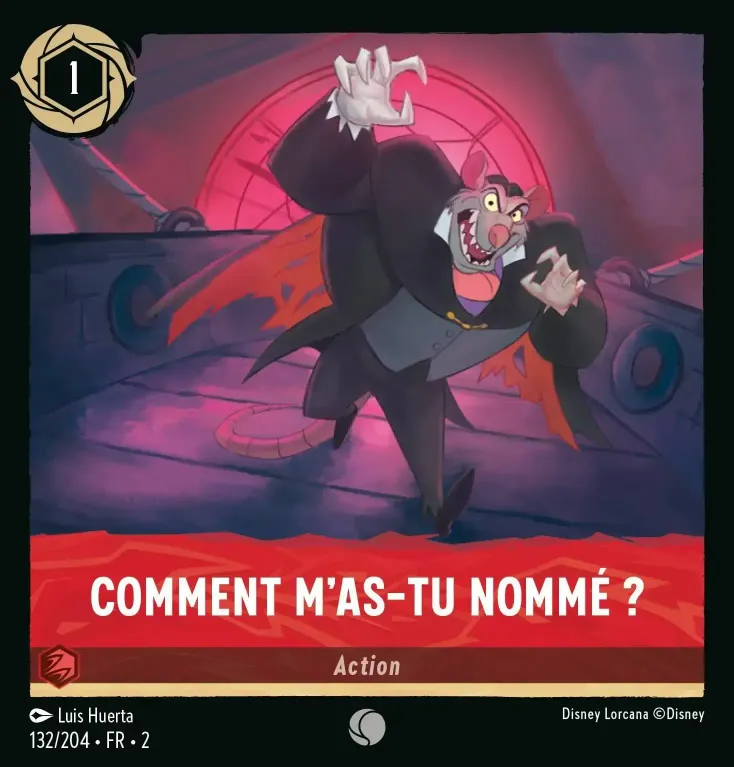 1
COMMENT M'AS-TU NOMMÉ ?
Action
Luis Huerta
Disney Lorcana ©Disney
132/204 • FR • 2